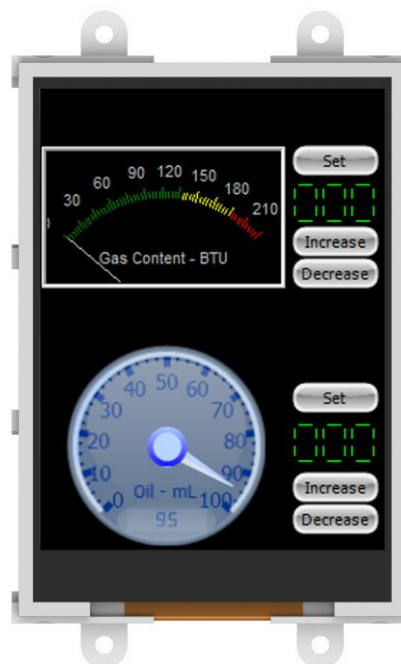 Set
30 60 90 120 150 180 210
Gas Content - BTU
Increase
Decrease
0 10 20 30 40 50 60 70 80 90 100
Oil - mL
95
Set
Increase
Decrease